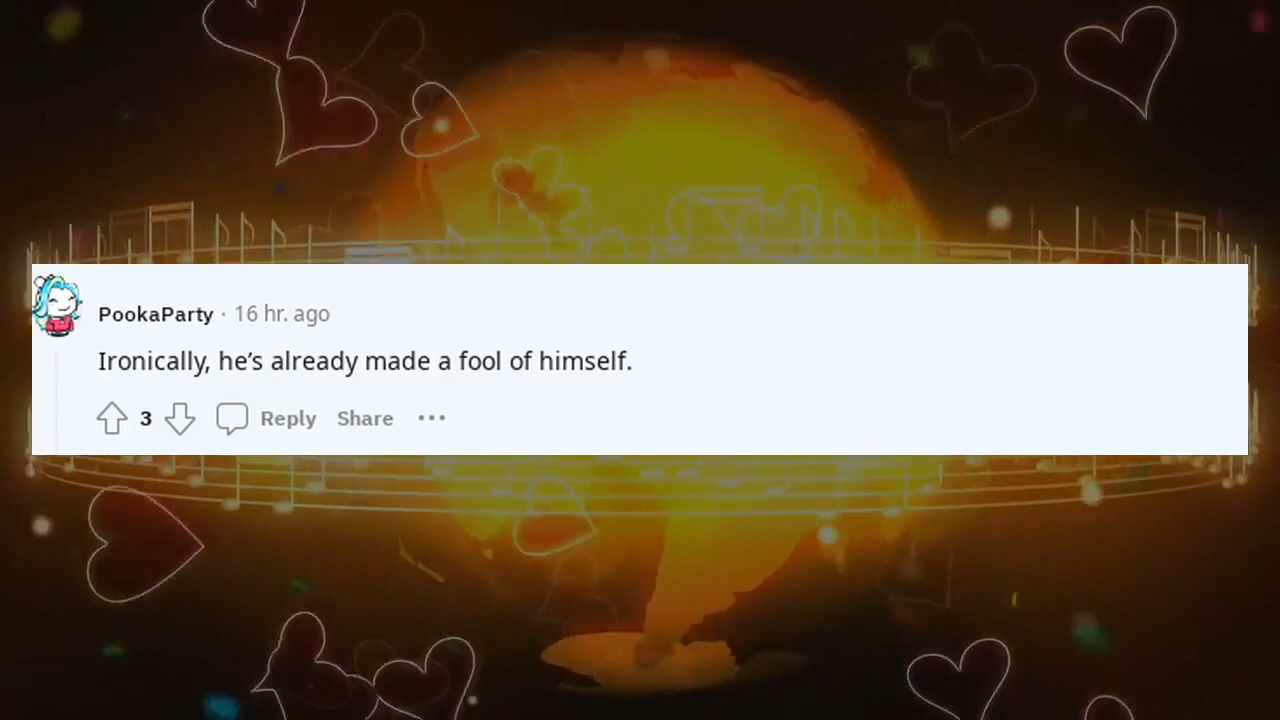 PookaParty · 16 hr. ago
Ironically, he’s already made a fool of himself.
3 Reply Share ···